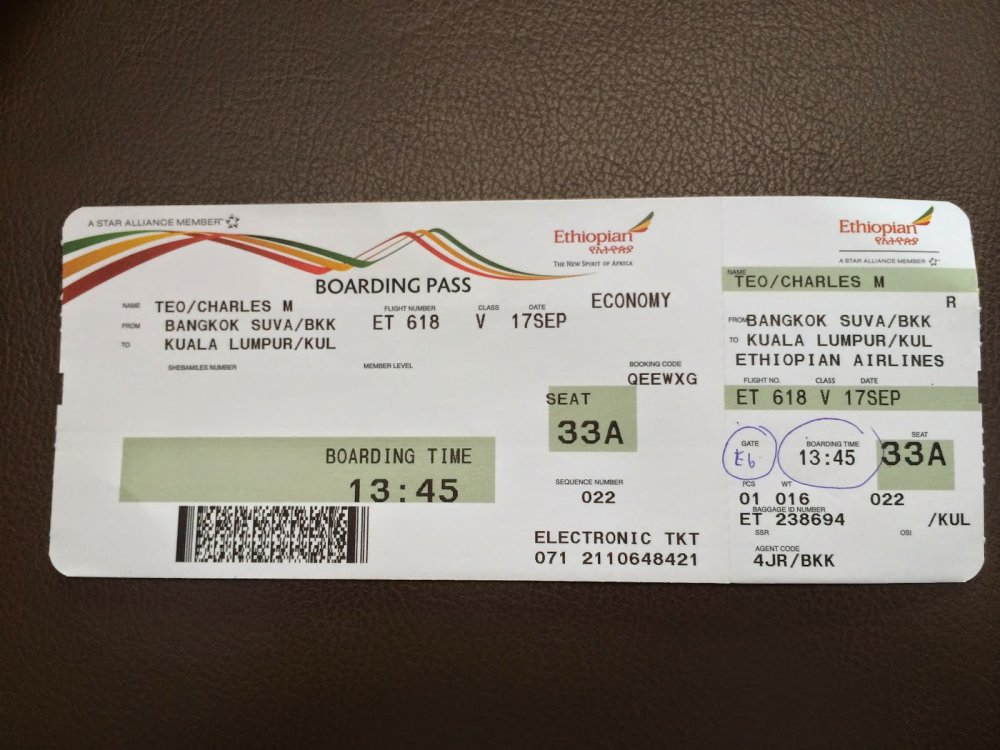 A STAR ALLIANCE MEMBER
Ethiopian
የኢትዮጵያ
THE NEW SPIRIT OF AFRICA
BOARDING PASS
NAME TEO/CHARLES M
FLIGHT NUMBER CLASS DATE
ECONOMY
FROM BANGKOK SUVA/BKK ET 618 V 17SEP
TO KUALA LUMPUR/KUL
SHEBAMILES NUMBER MEMBER LEVEL
BOOKING CODE
QEEWXG
SEAT
33A
BOARDING TIME
13:45
SEQUENCE NUMBER
022
ELECTRONIC TKT
071 2110648421
Ethiopian
የኢትዮጵያ
A STAR ALLIANCE MEMBER
NAME
TEO/CHARLES M
R
FROM BANGKOK SUVA/BKK
TO KUALA LUMPUR/KUL
ETHIOPIAN AIRLINES
FLIGHT NO. CLASS DATE
ET 618 V 17SEP
GATE BOARDING TIME SEAT
E6 13:45 33A
PCS WT
01 016 022
BAGGAGE ID NUMBER
ET 238694 /KUL
SSR OSI
AGENT CODE
4JR/BKK